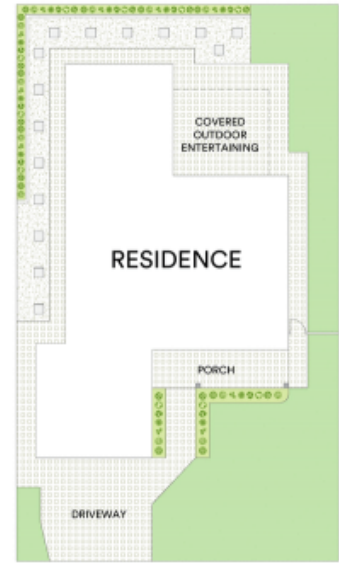 COVERED
OUTDOOR
ENTERTAINING
RESIDENCE
PORCH
DRIVEWAY